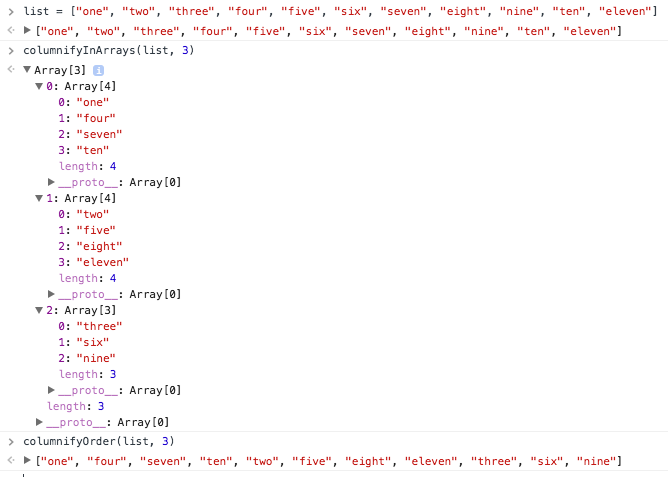 list = ["one", "two", "three", "four", "five", "six", "seven", "eight", "nine", "ten", "eleven"]
["one", "two", "three", "four", "five", "six", "seven", "eight", "nine", "ten", "eleven"]
columnifyInArrays(list, 3)
Array[3] i
0: Array[4]
0: "one"
1: "four"
2: "seven"
3: "ten"
length: 4
__proto__: Array[0]
1: Array[4]
0: "two"
1: "five"
2: "eight"
3: "eleven"
length: 4
__proto__: Array[0]
2: Array[3]
0: "three"
1: "six"
2: "nine"
length: 3
__proto__: Array[0]
length: 3
__proto__: Array[0]
columnifyOrder(list, 3)
["one", "four", "seven", "ten", "two", "five", "eight", "eleven", "three", "six", "nine"]